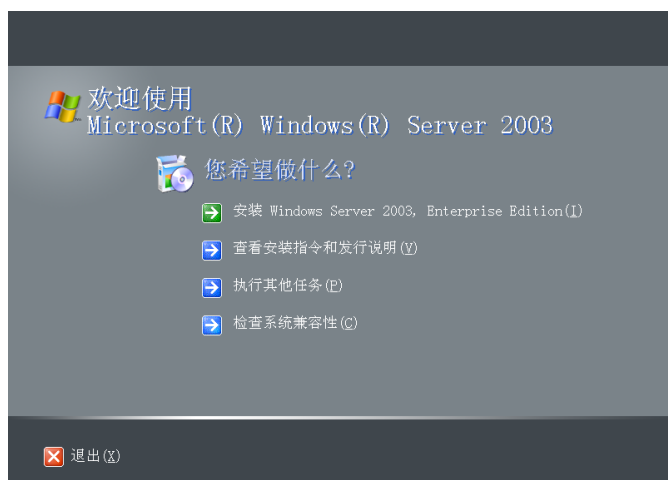 欢迎使用
Microsoft(R) Windows(R) Server 2003
您希望做什么?
安装 Windows Server 2003, Enterprise Edition(I)
查看安装指令和发行说明(V)
执行其他任务(P)
检查系统兼容性(C)
退出(X)